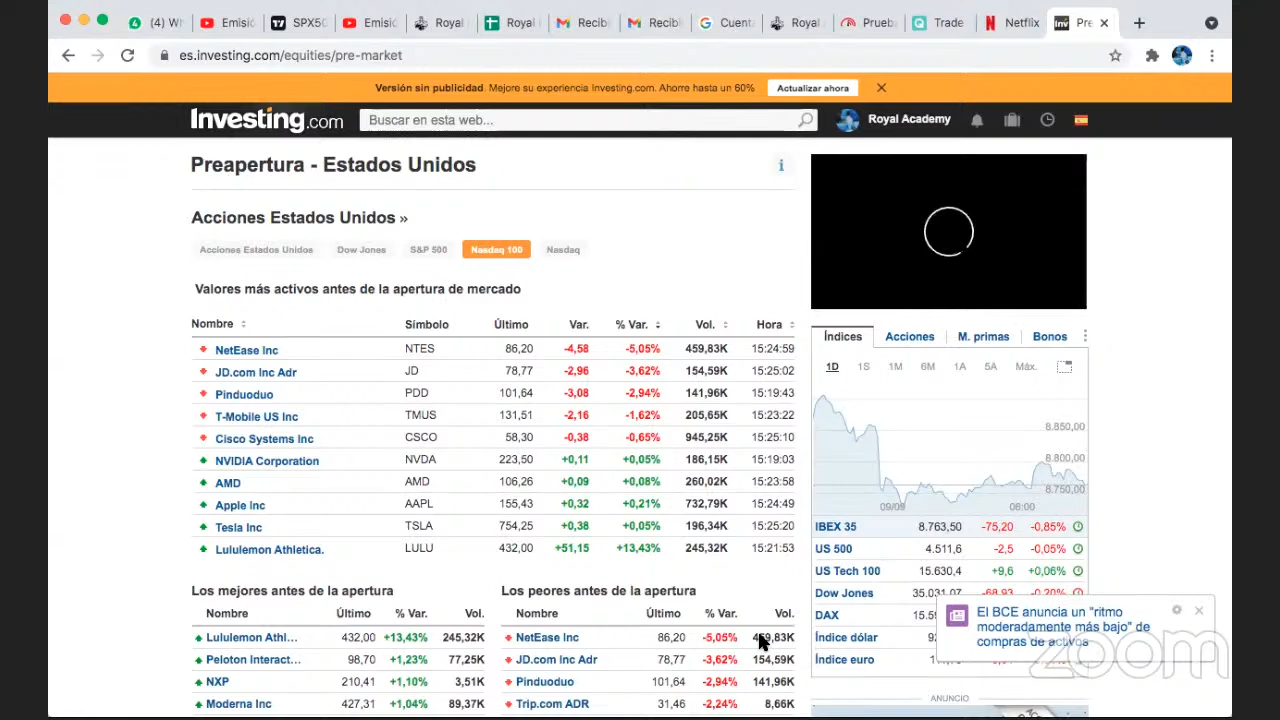 (4) Wh
Emisió
SPX50
Emisió
Royal
Royal
Recib
Recib
Cuenta
Royal
Prueba
Trade
Netflix
Pre
es.investing.com/equities/pre-market
Versión sin publicidad. Mejore su experiencia Investing.com. Ahorre hasta un 60% Actualizar ahora
Investing.com Buscar en esta web... Royal Academy
Preapertura - Estados Unidos
Acciones Estados Unidos »
Acciones Estados Unidos Dow Jones S&P 500 Nasdaq 100 Nasdaq
Valores más activos antes de la apertura de mercado
Nombre Símbolo Último Var. % Var. Vol. Hora
NetEase Inc NTES 86,20 -4,58 -5,05% 459,83K 15:24:59
JD.com Inc Adr JD 78,77 -2,96 -3,62% 154,59K 15:25:02
Pinduoduo PDD 101,64 -3,08 -2,94% 141,96K 15:19:43
T-Mobile US Inc TMUS 131,51 -2,16 -1,62% 205,65K 15:23:22
Cisco Systems Inc CSCO 58,30 -0,38 -0,65% 945,25K 15:25:10
NVIDIA Corporation NVDA 223,50 +0,11 +0,05% 186,15K 15:19:03
AMD AMD 106,26 +0,09 +0,08% 260,02K 15:23:58
Apple Inc AAPL 155,43 +0,32 +0,21% 732,79K 15:24:49
Tesla Inc TSLA 754,25 +0,38 +0,05% 196,34K 15:25:20
Lululemon Athletica. LULU 432,00 +51,15 +13,43% 245,32K 15:21:53
Los mejores antes de la apertura
Nombre Último % Var. Vol.
Lululemon Athl... 432,00 +13,43% 245,32K
Peloton Interact... 98,70 +1,23% 77,25K
NXP 210,41 +1,10% 3,51K
Moderna Inc 427,31 +1,04% 89,37K
Los peores antes de la apertura
Nombre Último % Var. Vol.
NetEase Inc 86,20 -5,05% 459,83K
JD.com Inc Adr 78,77 -3,62% 154,59K
Pinduoduo 101,64 -2,94% 141,96K
Trip.com ADR 31,46 -2,24% 8,66K
Índices Acciones M. primas Bonos
1D 1S 1M 6M 1A 5A Máx.
8.850,00
8.800,00
8.750,00
09/09 06:00
IBEX 35 8.763,50 -75,20 -0,85%
US 500 4.511,6 -2,5 -0,05%
US Tech 100 15.630,4 +9,6 +0,06%
Dow Jones 35.031,07 -68,93 -0,20%
DAX
Índice dólar
Índice euro
El BCE anuncia un "ritmo
moderadamente más bajo" de
compras de activos
zoom
ANUNCIO